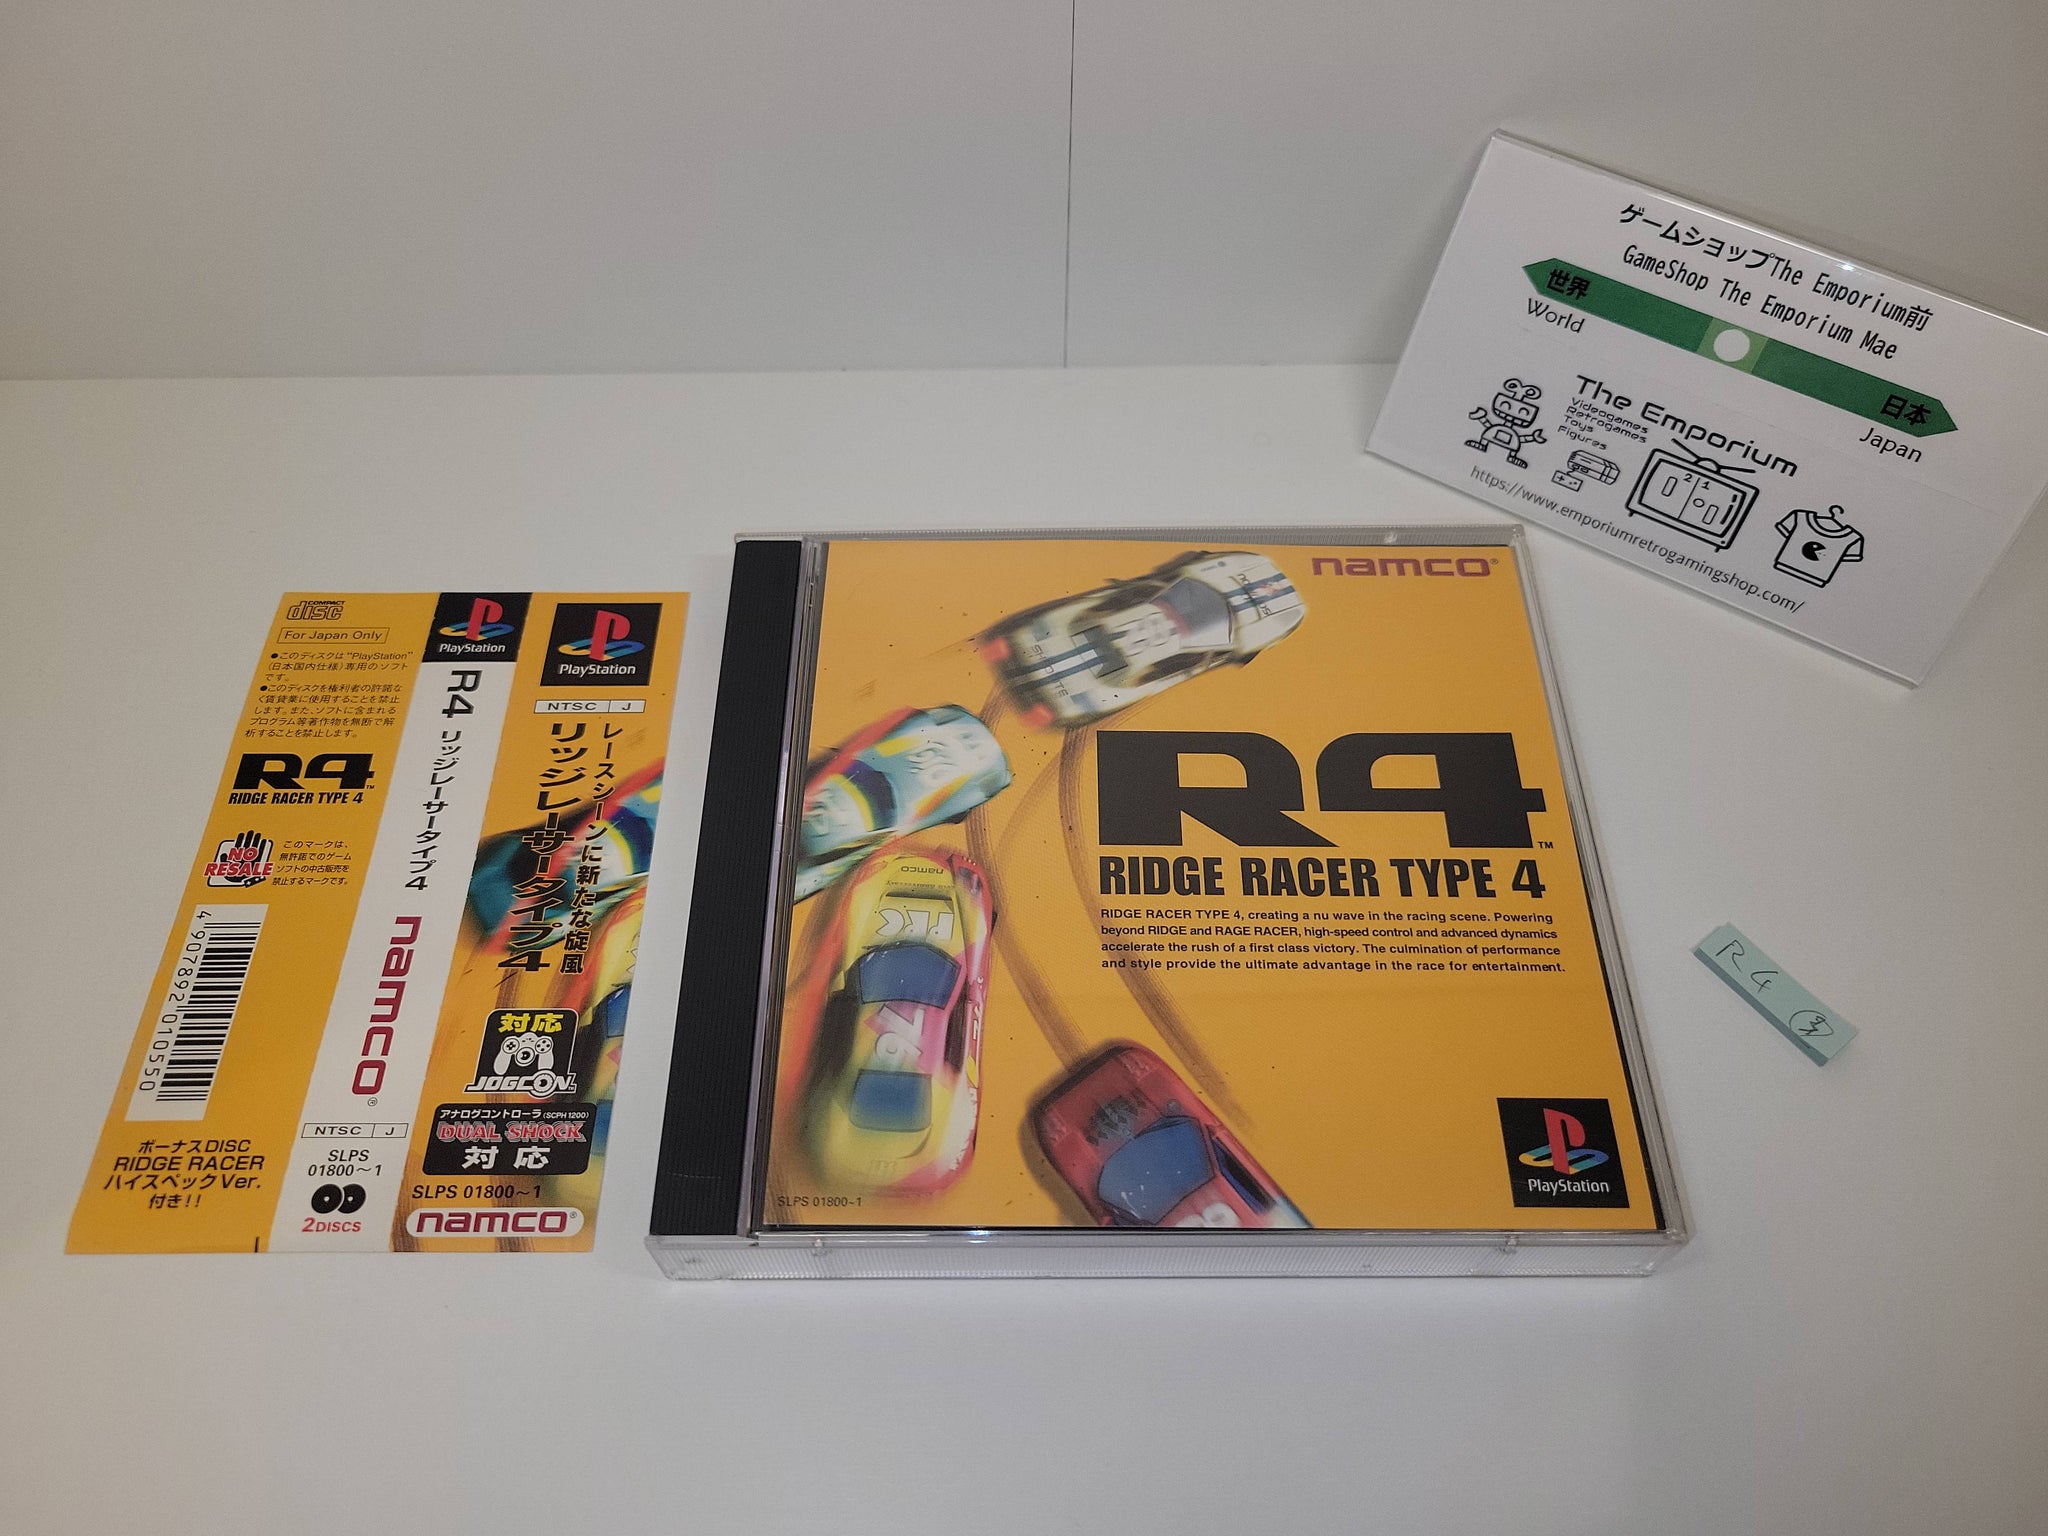 ゲームショップThe Emporium前
GameShop The Emporium Mae
世界
World
日本
Japan
The Emporium
Videogames
Retrogames
Toys
Figures
2 1
https://www.emporiumretrogamingshop.com/
COMPACT
disc
For Japan Only
●このディスクは"PlayStation"
(日本国内仕様)専用のソフト
です。
●このディスクを権利者の許諾な
く賃貸業に使用することを禁止
します。また、ソフトに含まれる
プログラム等著作物を無断で解
析することを禁止します。
R4™
RIDGE RACER TYPE 4
NO
RESALE
このマークは、
無許諾でのゲーム
ソフトの中古販売を
禁止するマークです。
4 907892 010550
ボーナスDISC
RIDGE RACER
ハイスペックVer.
付き!!
PlayStation
R4 リッジレーサータイプ4
namco®
NTSC J
SLPS
01800~1
2DISCS
PlayStation
NTSC J
レースシーンに新たな旋風
リッジレーサータイプ4
対応
JOGCON™
アナログコントローラ(SCPH1200)
DUAL SHOCK
対応
SLPS 01800~1
namco®
namco®
R4™
RIDGE RACER TYPE 4
RIDGE RACER TYPE 4, creating a nu wave in the racing scene. Powering
beyond RIDGE and RAGE RACER, high-speed control and advanced dynamics
accelerate the rush of a first class victory. The culmination of performance
and style provide the ultimate advantage in the race for entertainment.
namco
PRC
76
SLPS 01800~1
PlayStation
R4